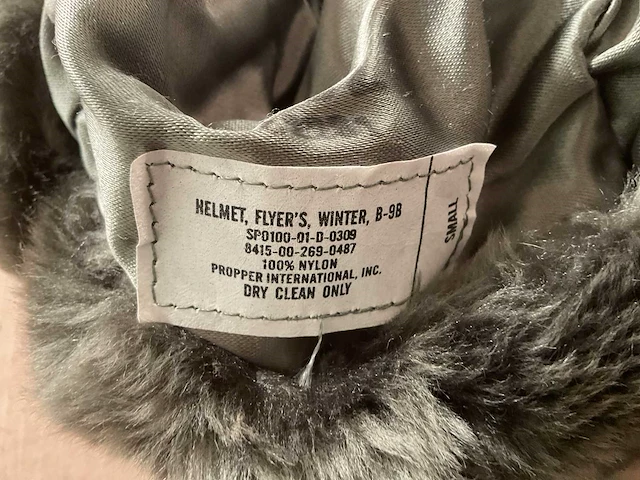 HELMET, FLYER'S, WINTER, B-9B
SP0100-01-D-0309
8415-00-269-0487
100% NYLON
PROPPER INTERNATIONAL, INC.
DRY CLEAN ONLY
SMALL